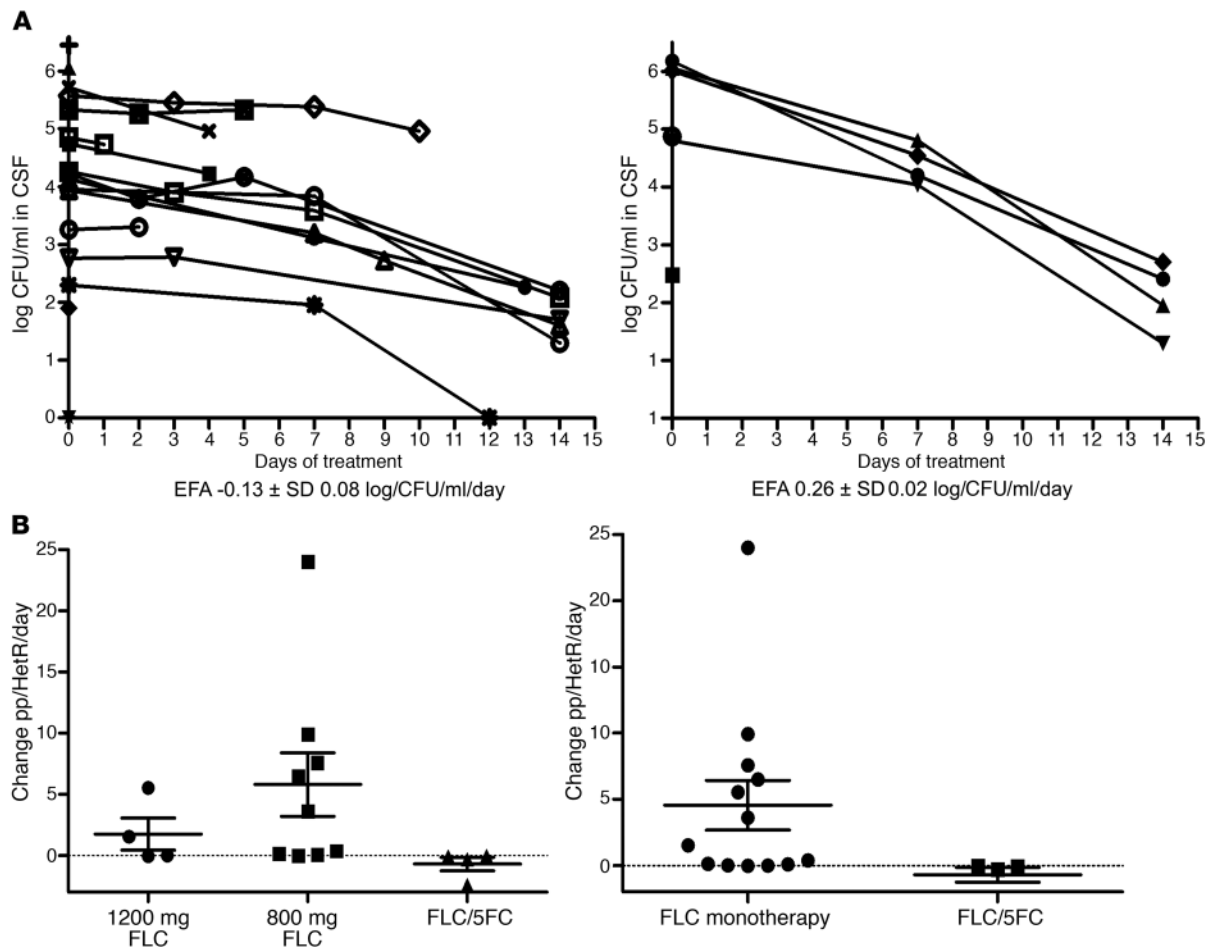 A
6
5
4
3
2
1
0
log CFU/ml in CSF
0 1 2 3 4 5 6 7 8 9 10 11 12 13 14 15
Days of treatment
EFA -0.13 ± SD 0.08 log/CFU/ml/day
6
5
4
3
2
1
1
log CFU/ml in CSF
0 1 2 3 4 5 6 7 8 9 10 11 12 13 14 15
Days of treatment
EFA 0.26 ± SD 0.02 log/CFU/ml/day
B
25
20
15
10
5
0
Change pp/HetR/day
1200 mg
FLC
800 mg
FLC
FLC/5FC
25
20
10
10
5
0
Change pp/HetR/day
FLC monotherapy
FLC/5FC